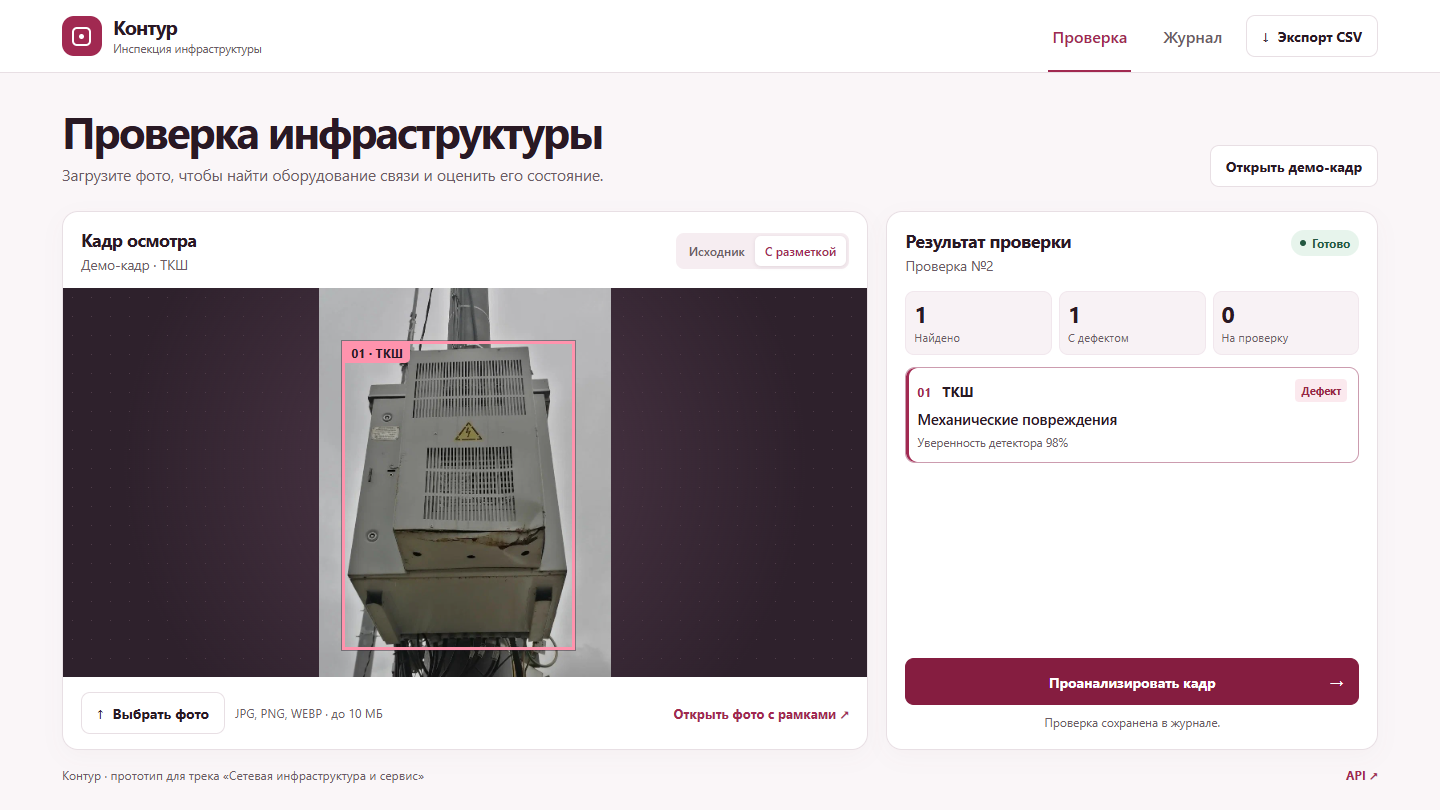 Контур
Инспекция инфраструктуры
Проверка
Журнал
↓ Экспорт CSV
Проверка инфраструктуры
Загрузите фото, чтобы найти оборудование связи и оценить его состояние.
Открыть демо-кадр
Кадр осмотра
Демо-кадр · ТКШ
Исходник
С разметкой
01 · ТКШ
↑ Выбрать фото
JPG, PNG, WEBP · до 10 МБ
Открыть фото с рамками ↗
Результат проверки
Проверка №2
Готово
1
Найдено
1
С дефектом
0
На проверку
01 ТКШ
Дефект
Механические повреждения
Уверенность детектора 98%
Проанализировать кадр →
Проверка сохранена в журнале.
Контур · прототип для трека «Сетевая инфраструктура и сервис»
API ↗